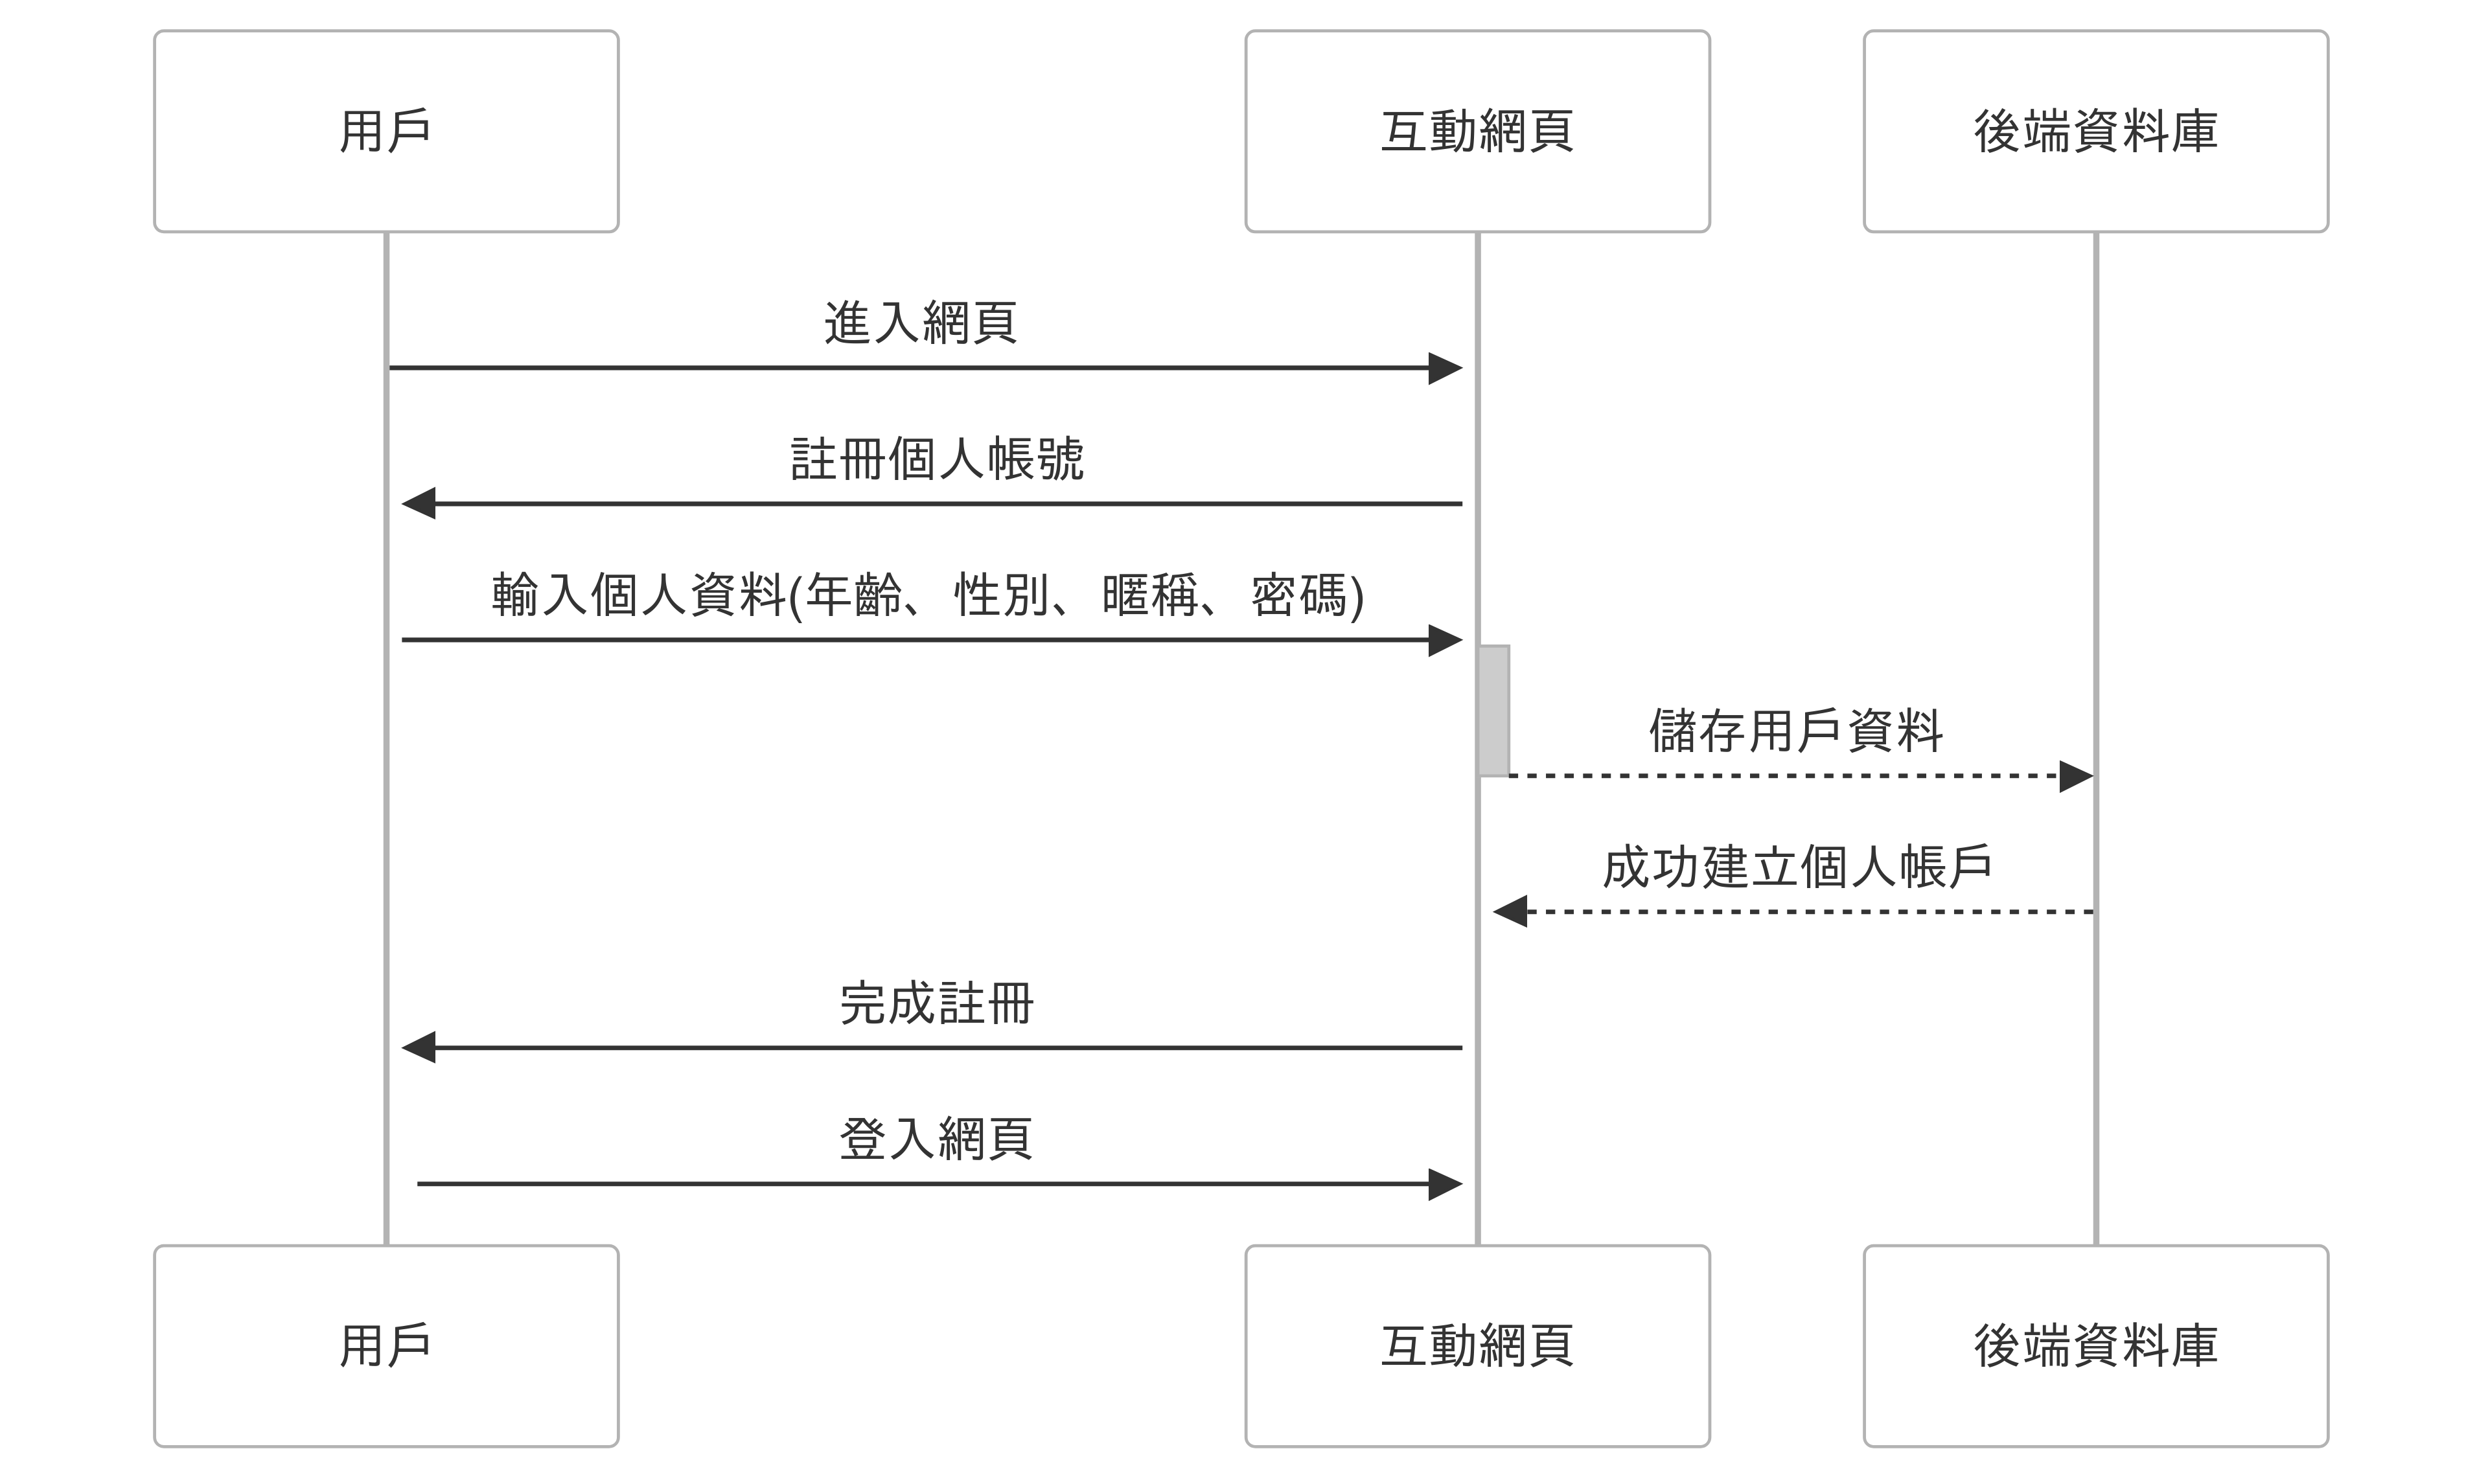 用戶
互動網頁
後端資料庫
進入網頁
註冊個人帳號
輸入個人資料(年齡、性別、暱稱、密碼)
儲存用戶資料
成功建立個人帳戶
完成註冊
登入網頁
用戶
互動網頁
後端資料庫